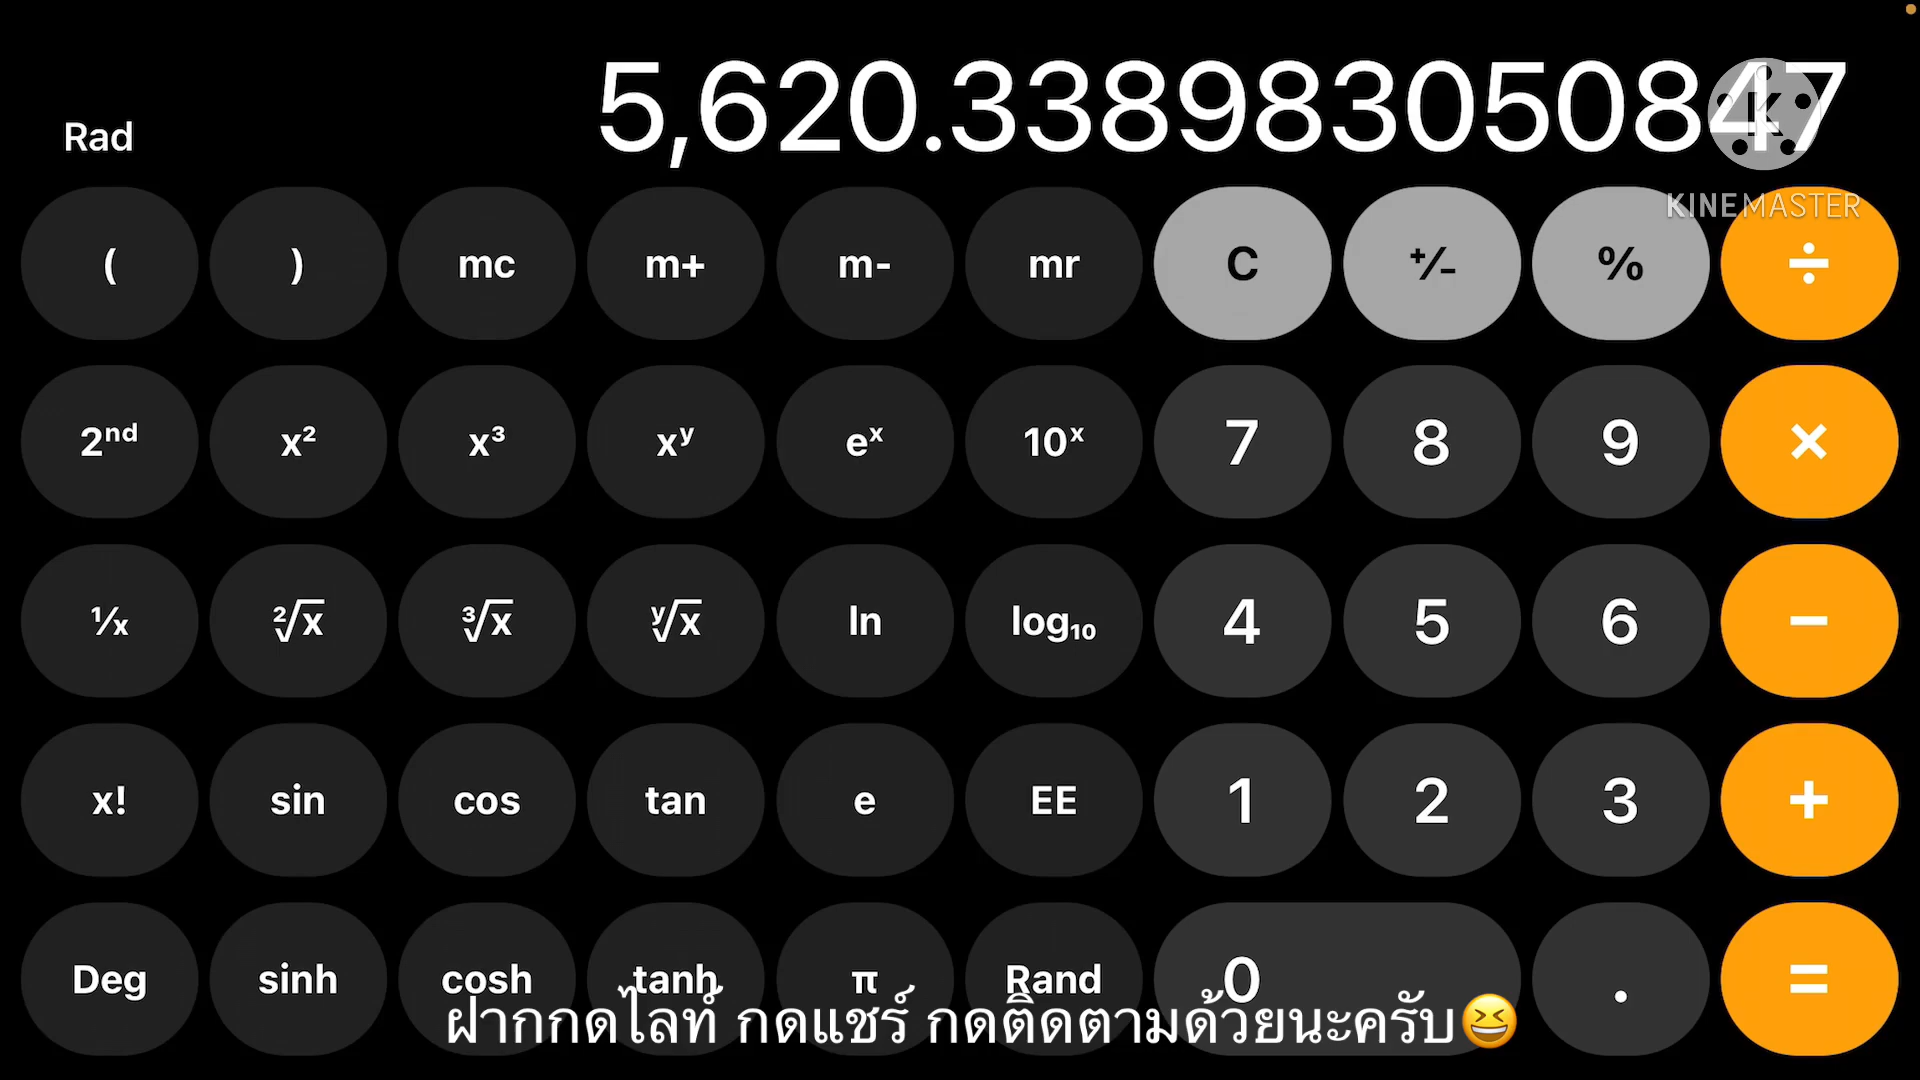 5,620.338983050847
Rad
KINEMASTER
( ) mc m+ m- mr C ⁺∕₋ % ÷
2ⁿᵈ x² x³ xʸ eˣ 10ˣ 7 8 9 ×
¹∕ₓ ²√x ³√x ʸ√x ln log₁₀ 4 5 6 −
x! sin cos tan e EE 1 2 3 +
Deg sinh cosh tanh π Rand 0 . =
ฝากกดไลท์ กดแชร์ กดติดตามด้วยนะครับ😆